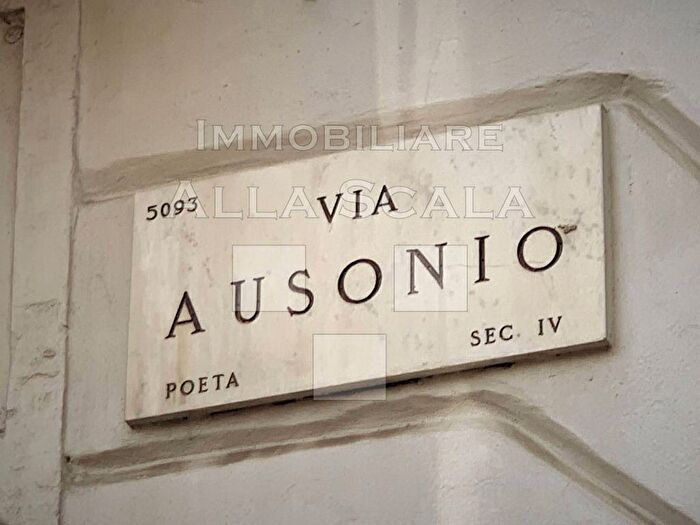 IMMOBILIARE
ALLA SCALA
5093
VIA
AUSONIO
POETA
SEC. IV